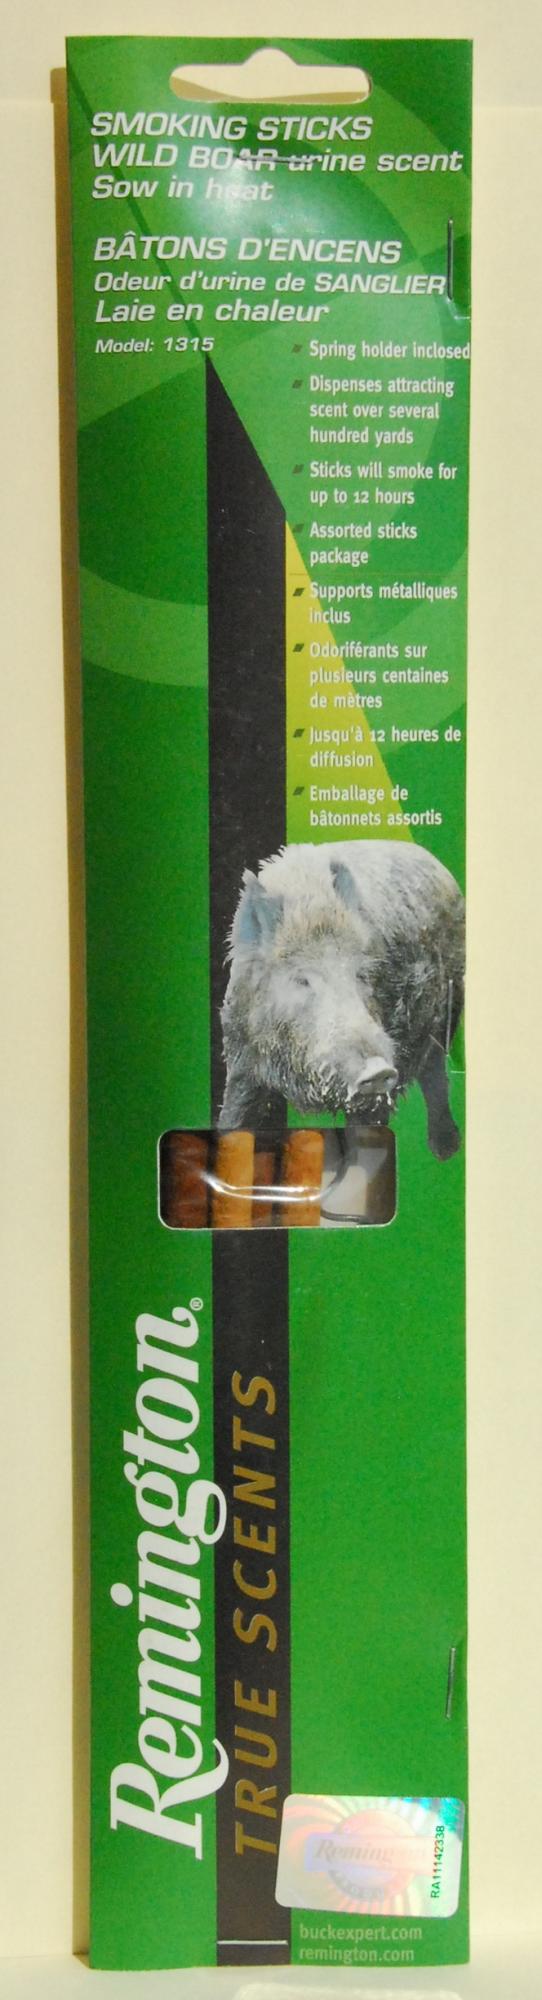 SMOKING STICKS
WILD BOAR urine scent
Sow in heat
BÂTONS D'ENCENS
Odeur d'urine de SANGLIER
Laie en chaleur
Model: 1315
Spring holder inclosed
Dispenses attracting
scent over several
hundred yards
Sticks will smoke for
up to 12 hours
Assorted sticks
package
Supports métalliques
inclus
Odoriférants sur
plusieurs centaines
de mètres
Jusqu'à 12 heures de
diffusion
Emballage de
bâtonnets assortis
Remington®
TRUE SCENTS
Remington
RA11142338
buckexpert.com
remington.com